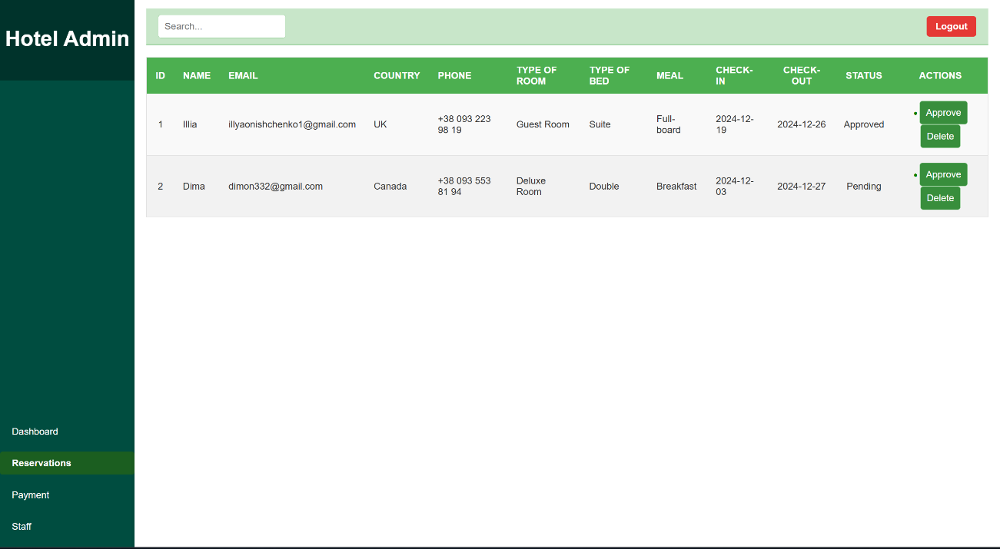 Hotel Admin
Search...
Logout
ID NAME EMAIL COUNTRY PHONE TYPE OF ROOM TYPE OF BED MEAL CHECK-IN CHECK-OUT STATUS ACTIONS
1 Illia illyaonishchenko1@gmail.com UK +38 093 223 98 19 Guest Room Suite Full-board 2024-12-19 2024-12-26 Approved
Approve
Delete
2 Dima dimon332@gmail.com Canada +38 093 553 81 94 Deluxe Room Double Breakfast 2024-12-03 2024-12-27 Pending
Approve
Delete
Dashboard
Reservations
Payment
Staff